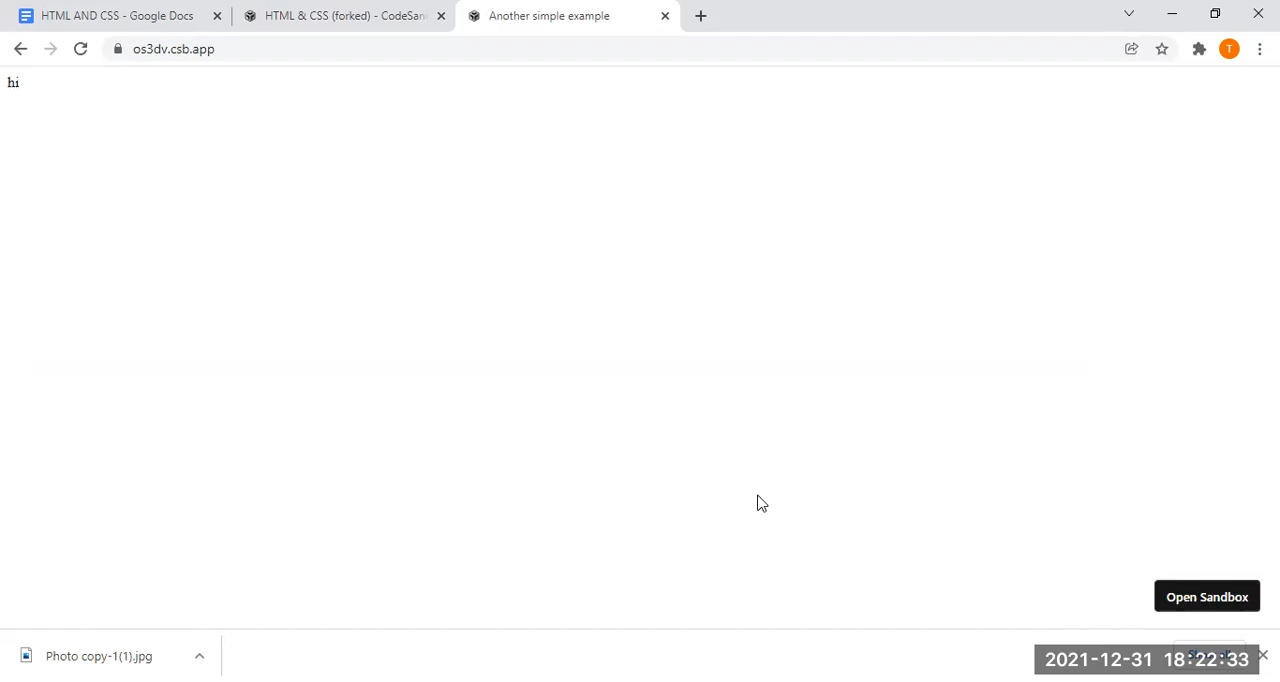 HTML AND CSS - Google Docs
HTML & CSS (forked) - CodeSan
Another simple example
os3dv.csb.app
T
hi
Open Sandbox
Photo copy-1(1).jpg
2021-12-31 18:22:33